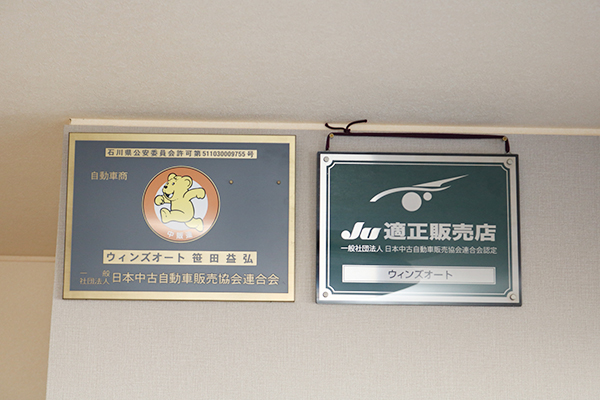 石川県公安委員会許可第511030009755号
自動車商
中商連
ウィンズオート 笹田益弘
一般社団法人 日本中古自動車販売協会連合会
JU 適正販売店
一般社団法人 日本中古自動車販売協会連合会認定
ウィンズオート